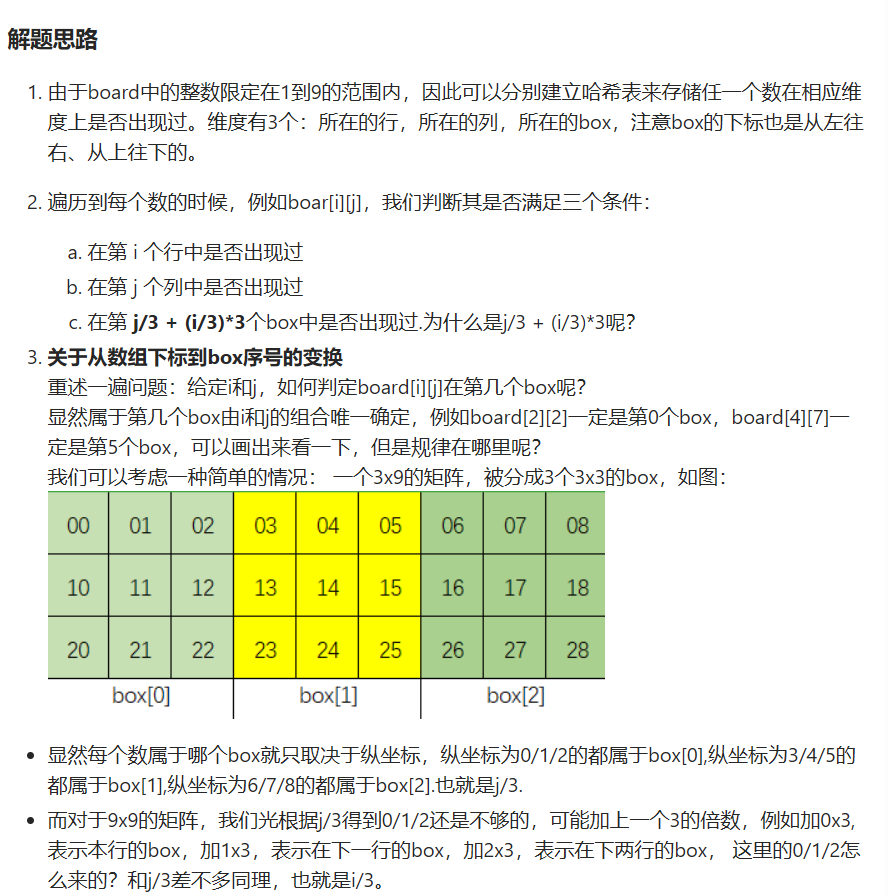 解题思路
1. 由于board中的整数限定在1到9的范围内，因此可以分别建立哈希表来存储任一个数在相应维
度上是否出现过。维度有3个：所在的行，所在的列，所在的box，注意box的下标也是从左往
右、从上往下的。
2. 遍历到每个数的时候，例如boar[i][j]，我们判断其是否满足三个条件：
a. 在第 i 个行中是否出现过
b. 在第 j 个列中是否出现过
c. 在第 j/3 + (i/3)*3个box中是否出现过.为什么是j/3 + (i/3)*3呢？
3. 关于从数组下标到box序号的变换
重述一遍问题：给定i和j，如何判定board[i][j]在第几个box呢？
显然属于第几个box由i和j的组合唯一确定，例如board[2][2]一定是第0个box，board[4][7]一
定是第5个box，可以画出来看一下，但是规律在哪里呢？
我们可以考虑一种简单的情况： 一个3x9的矩阵，被分成3个3x3的box，如图：
00 01 02 03 04 05 06 07 08
10 11 12 13 14 15 16 17 18
20 21 22 23 24 25 26 27 28
box[0] box[1] box[2]
• 显然每个数属于哪个box就只取决于纵坐标，纵坐标为0/1/2的都属于box[0],纵坐标为3/4/5的
都属于box[1],纵坐标为6/7/8的都属于box[2].也就是j/3.
• 而对于9x9的矩阵，我们光根据j/3得到0/1/2还是不够的，可能加上一个3的倍数，例如加0x3,
表示本行的box，加1x3，表示在下一行的box，加2x3，表示在下两行的box， 这里的0/1/2怎
么来的？和j/3差不多同理，也就是i/3。